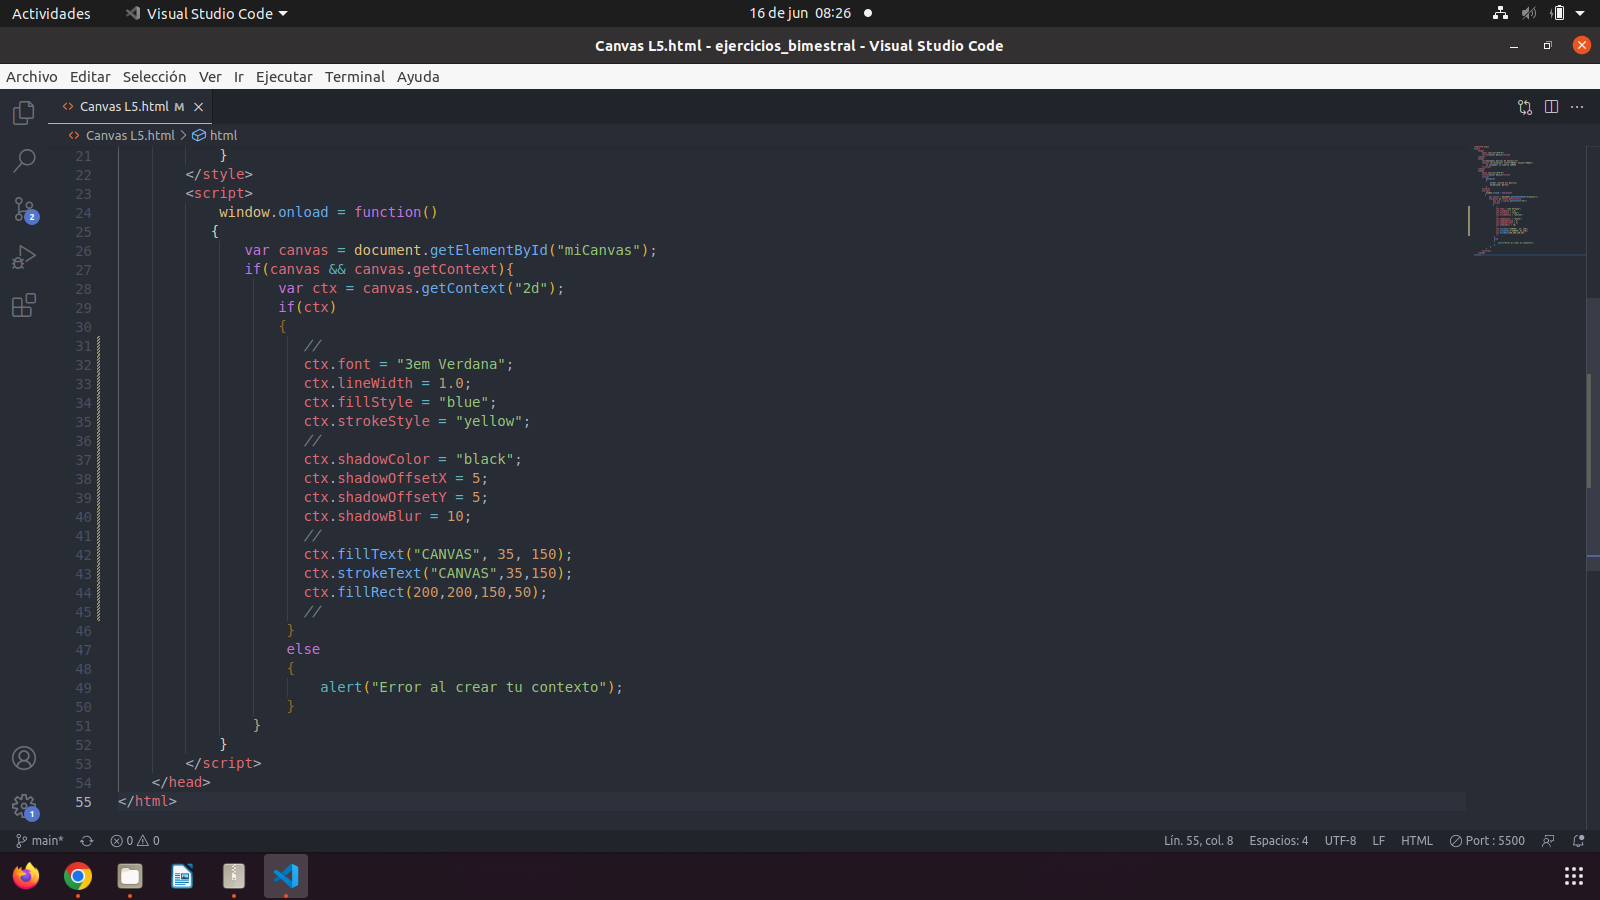 Actividades
Visual Studio Code
16 de jun 08:26
Canvas L5.html - ejercicios_bimestral - Visual Studio Code
Archivo Editar Selección Ver Ir Ejecutar Terminal Ayuda
Canvas L5.html M
Canvas L5.html > html
21 }
22 </style>
23 <script>
24 window.onload = function()
25 {
26 var canvas = document.getElementById("miCanvas");
27 if(canvas && canvas.getContext){
28 var ctx = canvas.getContext("2d");
29 if(ctx)
30 {
31 //
32 ctx.font = "3em Verdana";
33 ctx.lineWidth = 1.0;
34 ctx.fillStyle = "blue";
35 ctx.strokeStyle = "yellow";
36 //
37 ctx.shadowColor = "black";
38 ctx.shadowOffsetX = 5;
39 ctx.shadowOffsetY = 5;
40 ctx.shadowBlur = 10;
41 //
42 ctx.fillText("CANVAS", 35, 150);
43 ctx.strokeText("CANVAS",35,150);
44 ctx.fillRect(200,200,150,50);
45 //
46 }
47 else
48 {
49 alert("Error al crear tu contexto");
50 }
51 }
52 }
53 </script>
54 </head>
55 </html>
2
1
main* 0 0 Lín. 55, col. 8 Espacios: 4 UTF-8 LF HTML Port : 5500